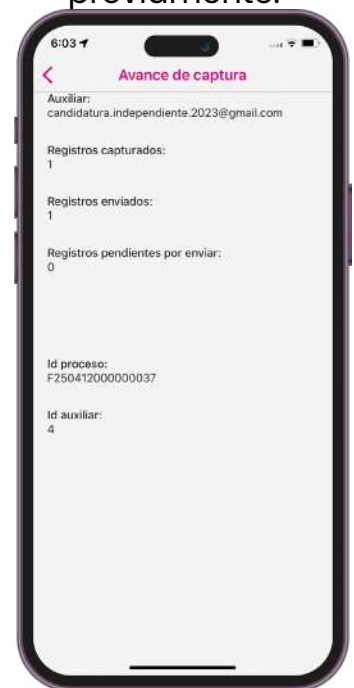 previamente.
6:03
Avance de captura
Auxiliar:
candidatura.independiente.2023@gmail.com
Registros capturados:
1
Registros enviados:
1
Registros pendientes por enviar:
0
Id proceso:
F250412000000037
Id auxiliar:
4